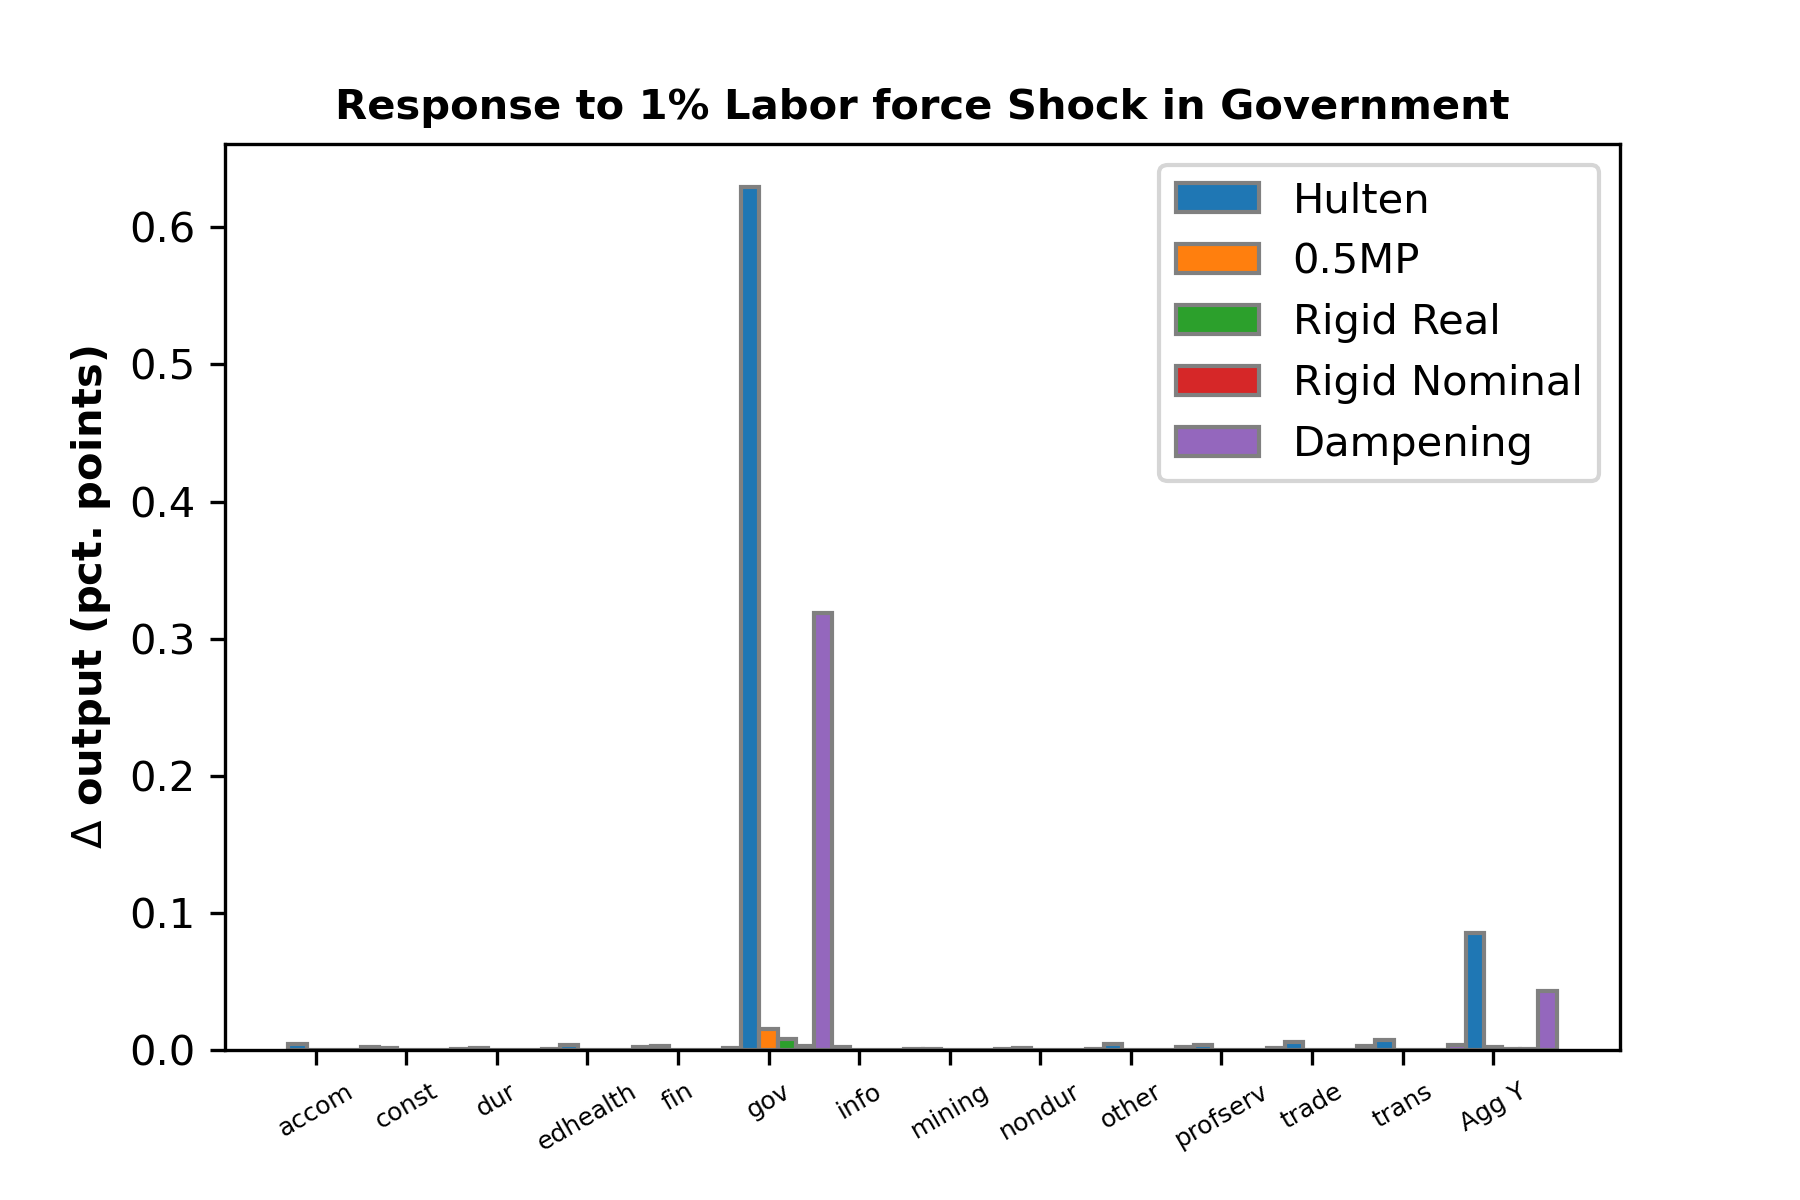 Response to 1% Labor force Shock in Government
Hulten
0.5MP
Rigid Real
Rigid Nominal
Dampening
Δ output (pct. points)
0.6
0.5
0.4
0.3
0.2
0.1
0.0
accom
const
dur
edhealth
fin
gov
info
mining
nondur
other
profserv
trade
trans
Agg Y